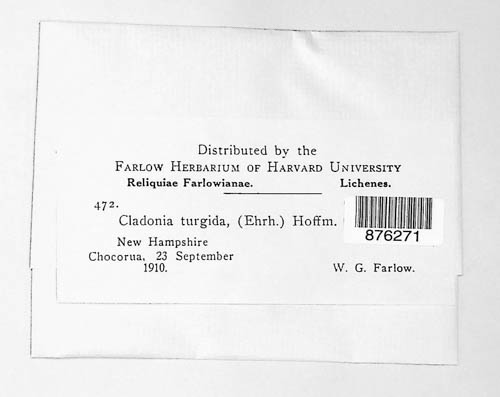 Distributed by the
FARLOW HERBARIUM OF HARVARD UNIVERSITY
Reliquiae Farlowianae. Lichenes.
472.
Cladonia turgida, (Ehrh.) Hoffm.
876271
New Hampshire
Chocorua, 23 September
1910. W. G. Farlow.